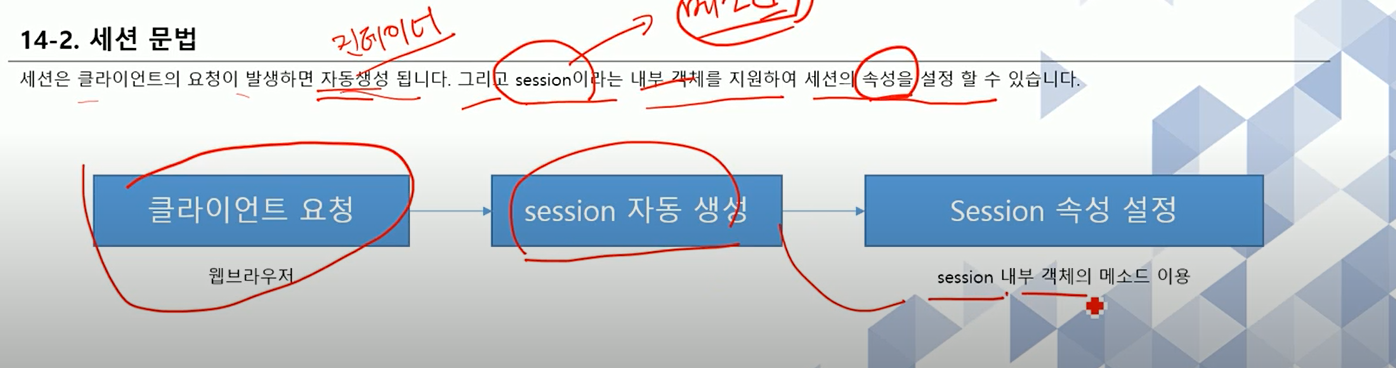 14-2. 세션 문법
컨테이너
세션은 클라이언트의 요청이 발생하면 자동생성 됩니다. 그리고 session이라는 내부 객체를 지원하여 세션의 속성을 설정 할 수 있습니다.
클라이언트 요청
session 자동 생성
Session 속성 설정
웹브라우저
session 내부 객체의 메소드 이용